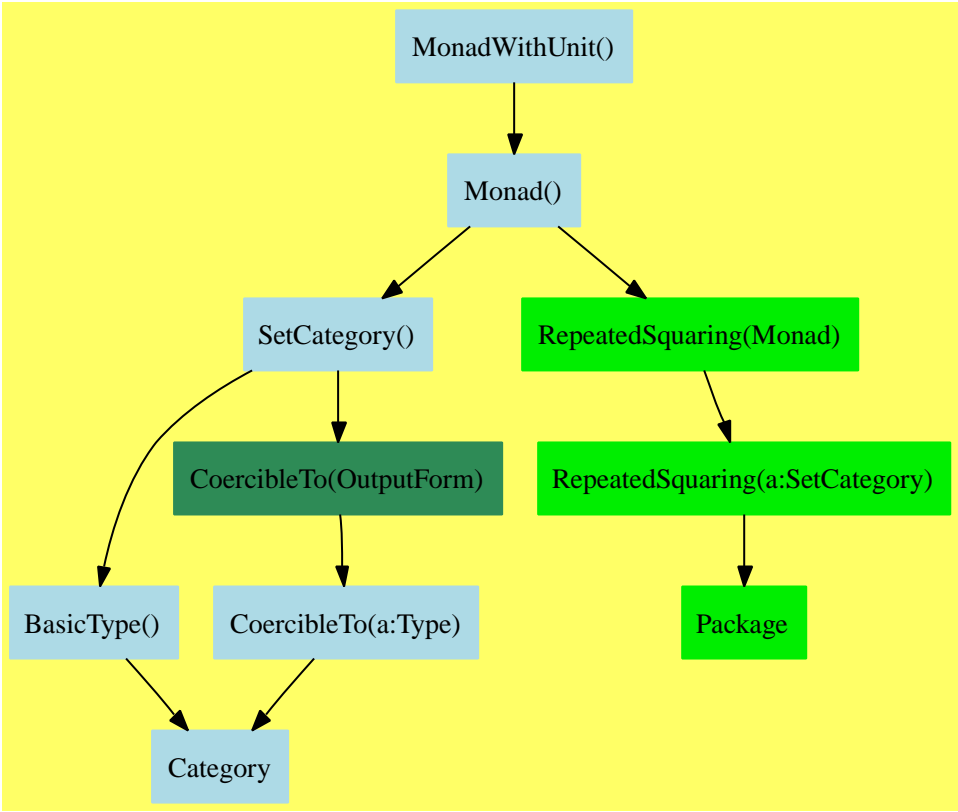 MonadWithUnit()
Monad()
SetCategory()
RepeatedSquaring(Monad)
CoercibleTo(OutputForm)
RepeatedSquaring(a:SetCategory)
BasicType()
CoercibleTo(a:Type)
Package
Category